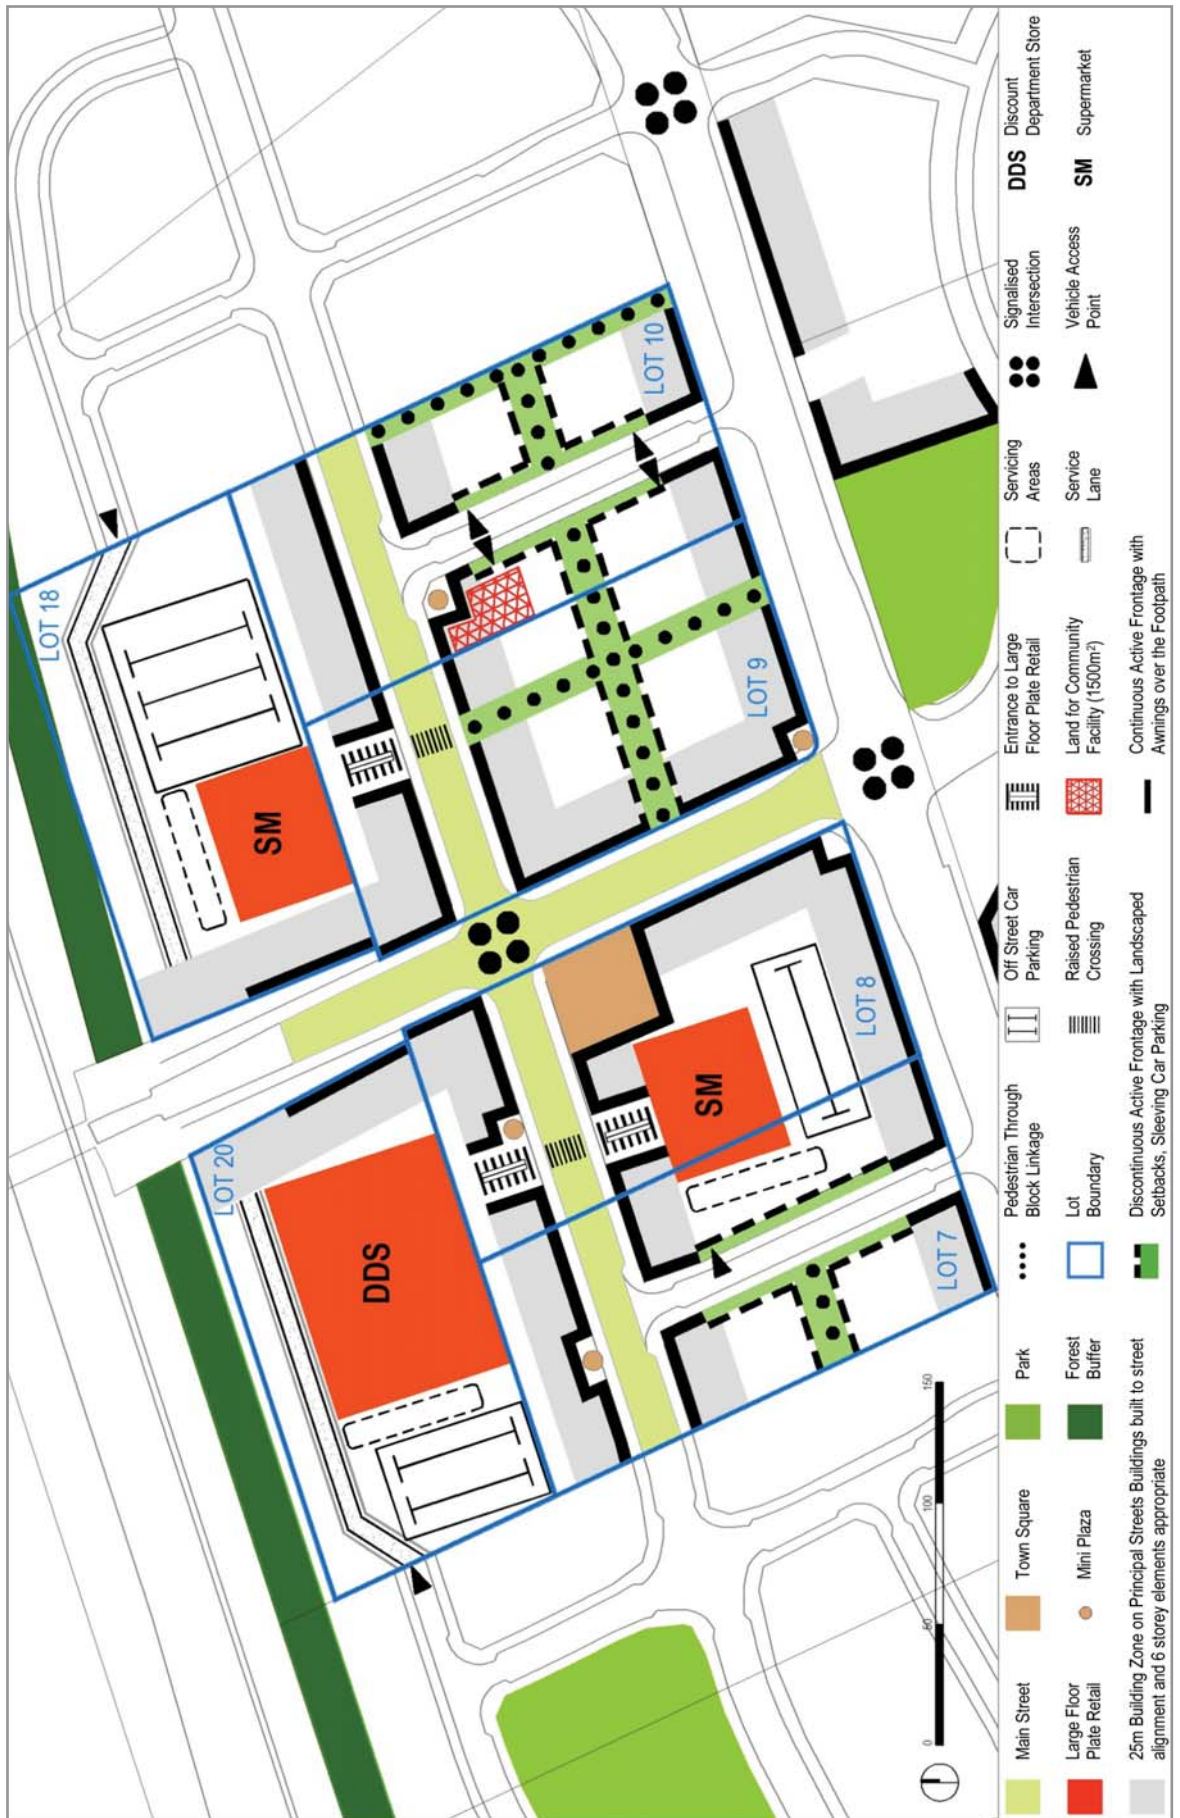 LOT 18
SM
LOT 10
LOT 9
LOT 20
DDS
SM
LOT 8
LOT 7
0
50
100
150
Main Street
Town Square
Park
Pedestrian Through
Block Linkage
Off Street Car
Parking
Entrance to Large
Floor Plate Retail
Servicing
Areas
Signalised
Intersection
DDS
Discount
Department Store
Large Floor
Plate Retail
Mini Plaza
Forest
Buffer
Lot
Boundary
Raised Pedestrian
Crossing
Land for Community
Facility (1500m²)
Service
Lane
Vehicle Access
Point
SM
Supermarket
25m Building Zone on Principal Streets Buildings built to street
alignment and 6 storey elements appropriate
Discontinuous Active Frontage with Landscaped
Setbacks, Sleeving Car Parking
Continuous Active Frontage with
Awnings over the Footpath